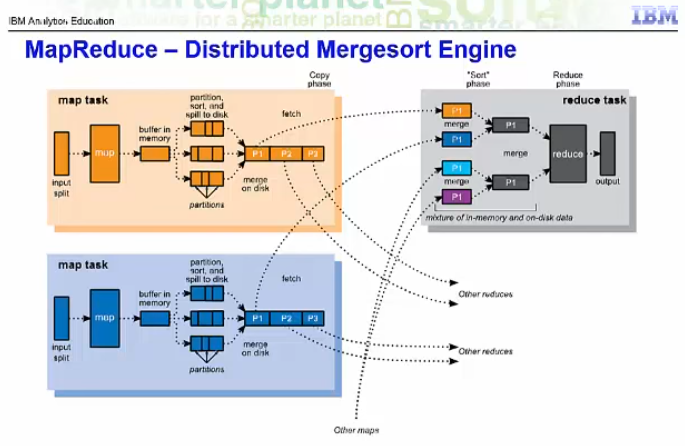 IBM Analytics Education
IBM
MapReduce – Distributed Mergesort Engine
Copy
phase
"Sort"
phase
Reduce
phase
map task
partition,
sort, and
spill to disk
fetch
buffer in
memory
map
input
split
partitions
P1 P2 P3
merge
on disk
reduce task
P1
merge
P1
P1
merge
P1
merge
P1
P1
reduce
output
mixture of in-memory and on-disk data
map task
partition,
sort, and
spill to disk
fetch
buffer in
memory
map
input
split
partitions
P1 P2 P3
merge
on disk
Other reduces
Other reduces
Other maps